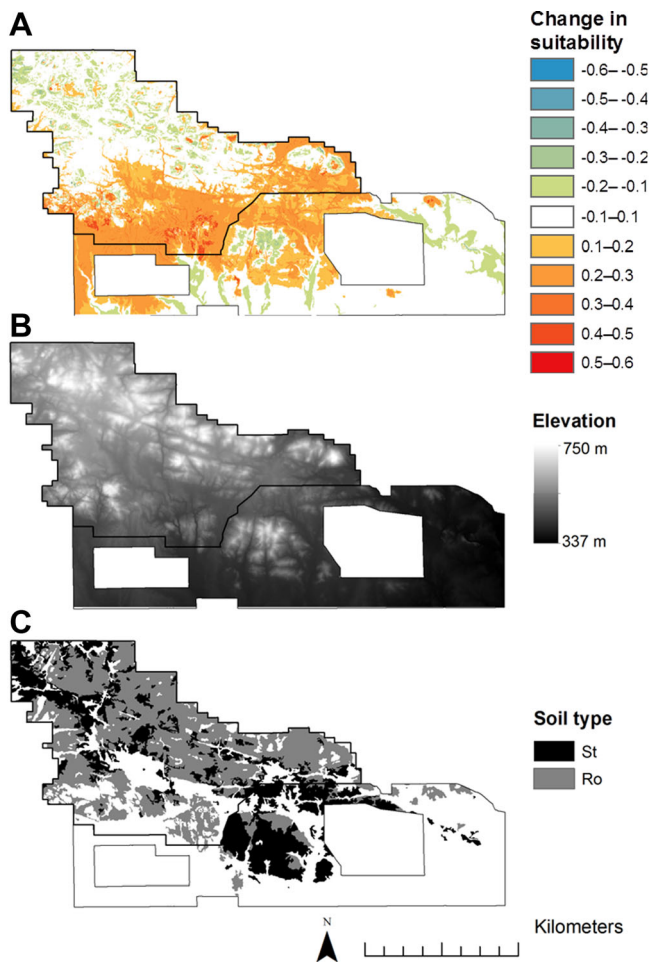 A
Change in
suitability
-0.6– -0.5
-0.5– -0.4
-0.4– -0.3
-0.3– -0.2
-0.2– -0.1
-0.1–0.1
0.1–0.2
0.2–0.3
0.3–0.4
0.4–0.5
0.5–0.6
B
Elevation
750 m
337 m
C
Soil type
St
Ro
N
Kilometers